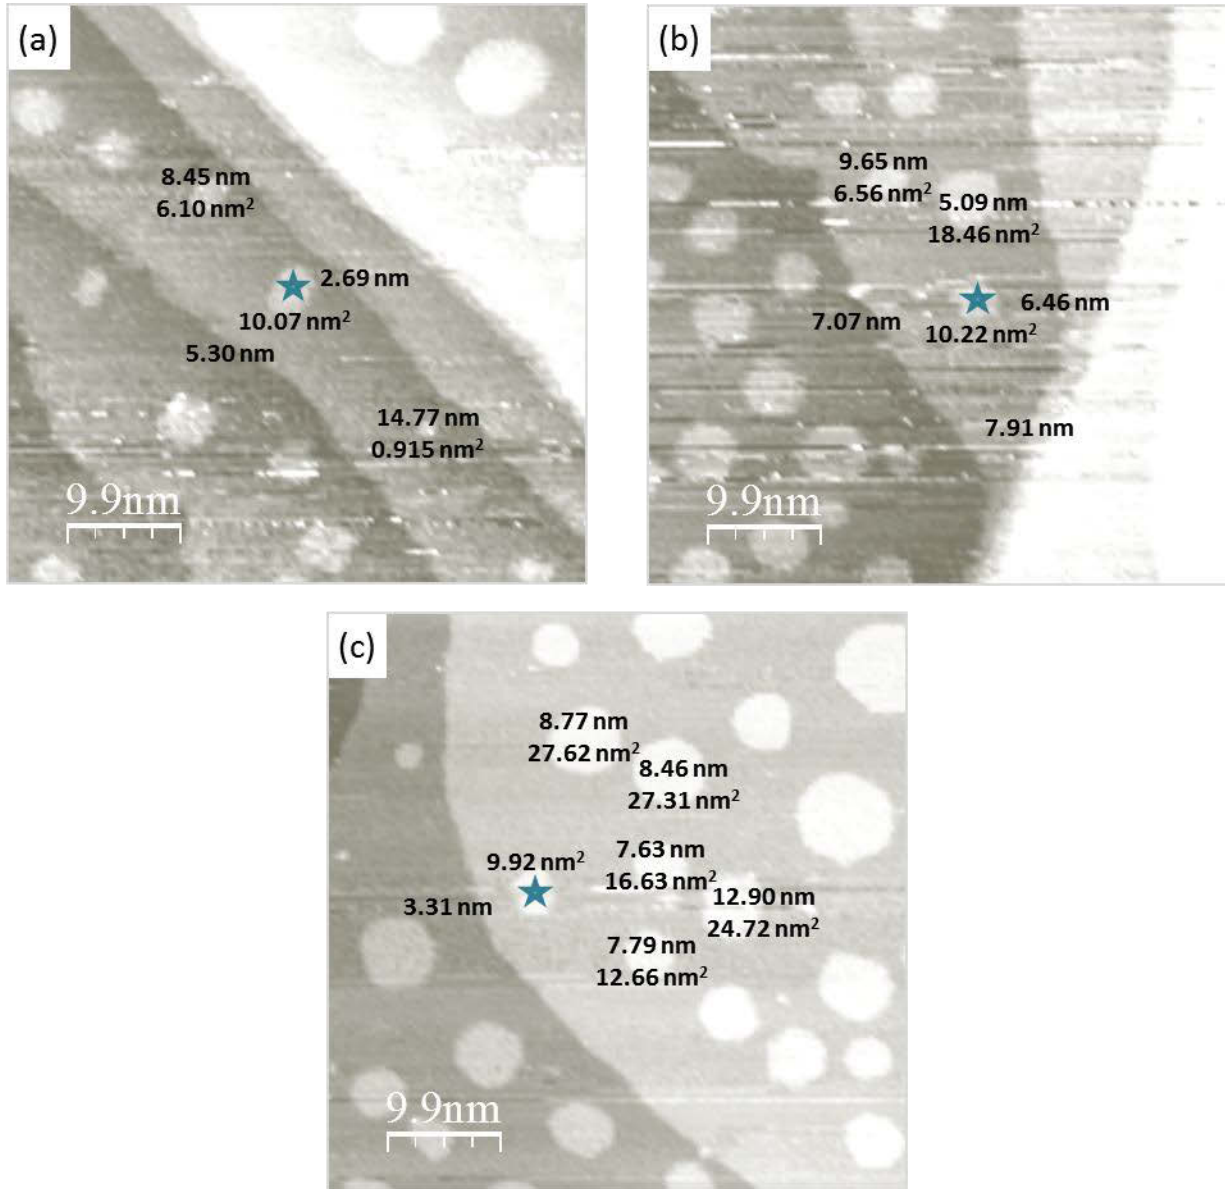 (a)
8.45 nm
6.10 nm²
2.69 nm
10.07 nm²
5.30 nm
14.77 nm
0.915 nm²
9.9nm
(b)
9.65 nm
6.56 nm²
5.09 nm
18.46 nm²
6.46 nm
7.07 nm
10.22 nm²
7.91 nm
9.9nm
(c)
8.77 nm
27.62 nm²
8.46 nm
27.31 nm²
7.63 nm
9.92 nm²
16.63 nm²
12.90 nm
3.31 nm
24.72 nm²
7.79 nm
12.66 nm²
9.9nm